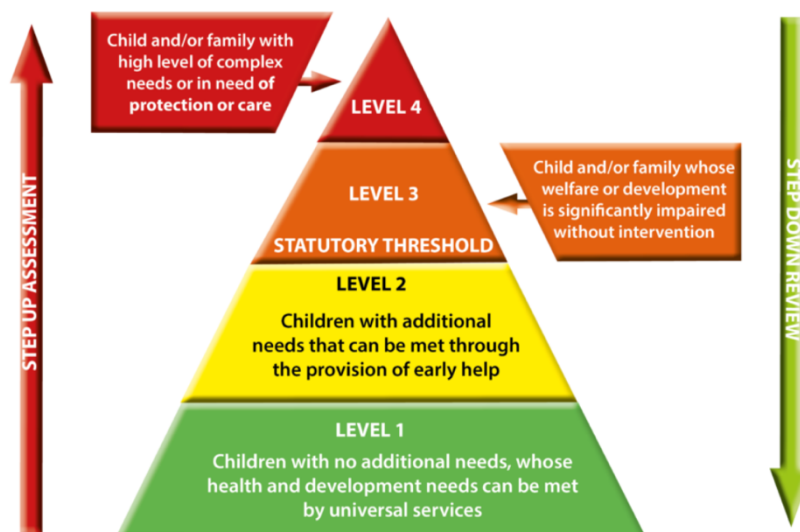 Child and/or family with
high level of complex
needs or in need of
protection or care
LEVEL 4
LEVEL 3
STATUTORY THRESHOLD
Child and/or family whose
welfare or development
is significantly impaired
without intervention
LEVEL 2
Children with additional
needs that can be met through
the provision of early help
LEVEL 1
Children with no additional needs, whose
health and development needs can be met
by universal services
STEP UP ASSESSMENT
STEP DOWN REVIEW